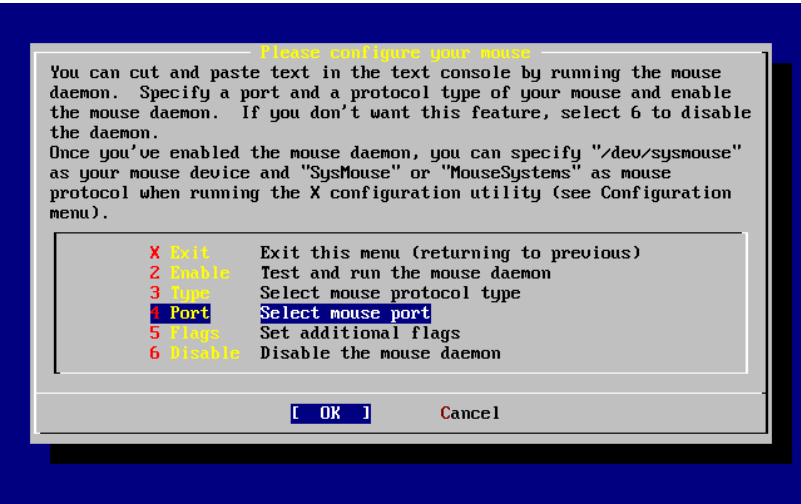 Please configure your mouse
You can cut and paste text in the text console by running the mouse
daemon.  Specify a port and a protocol type of your mouse and enable
the mouse daemon.  If you don't want this feature, select 6 to disable
the daemon.
Once you've enabled the mouse daemon, you can specify "/dev/sysmouse"
as your mouse device and "SysMouse" or "MouseSystems" as mouse
protocol when running the X configuration utility (see Configuration
menu).
X Exit     Exit this menu (returning to previous)
2 Enable   Test and run the mouse daemon
3 Type     Select mouse protocol type
4 Port     Select mouse port
5 Flags    Set additional flags
6 Disable  Disable the mouse daemon
[  OK  ]       Cancel